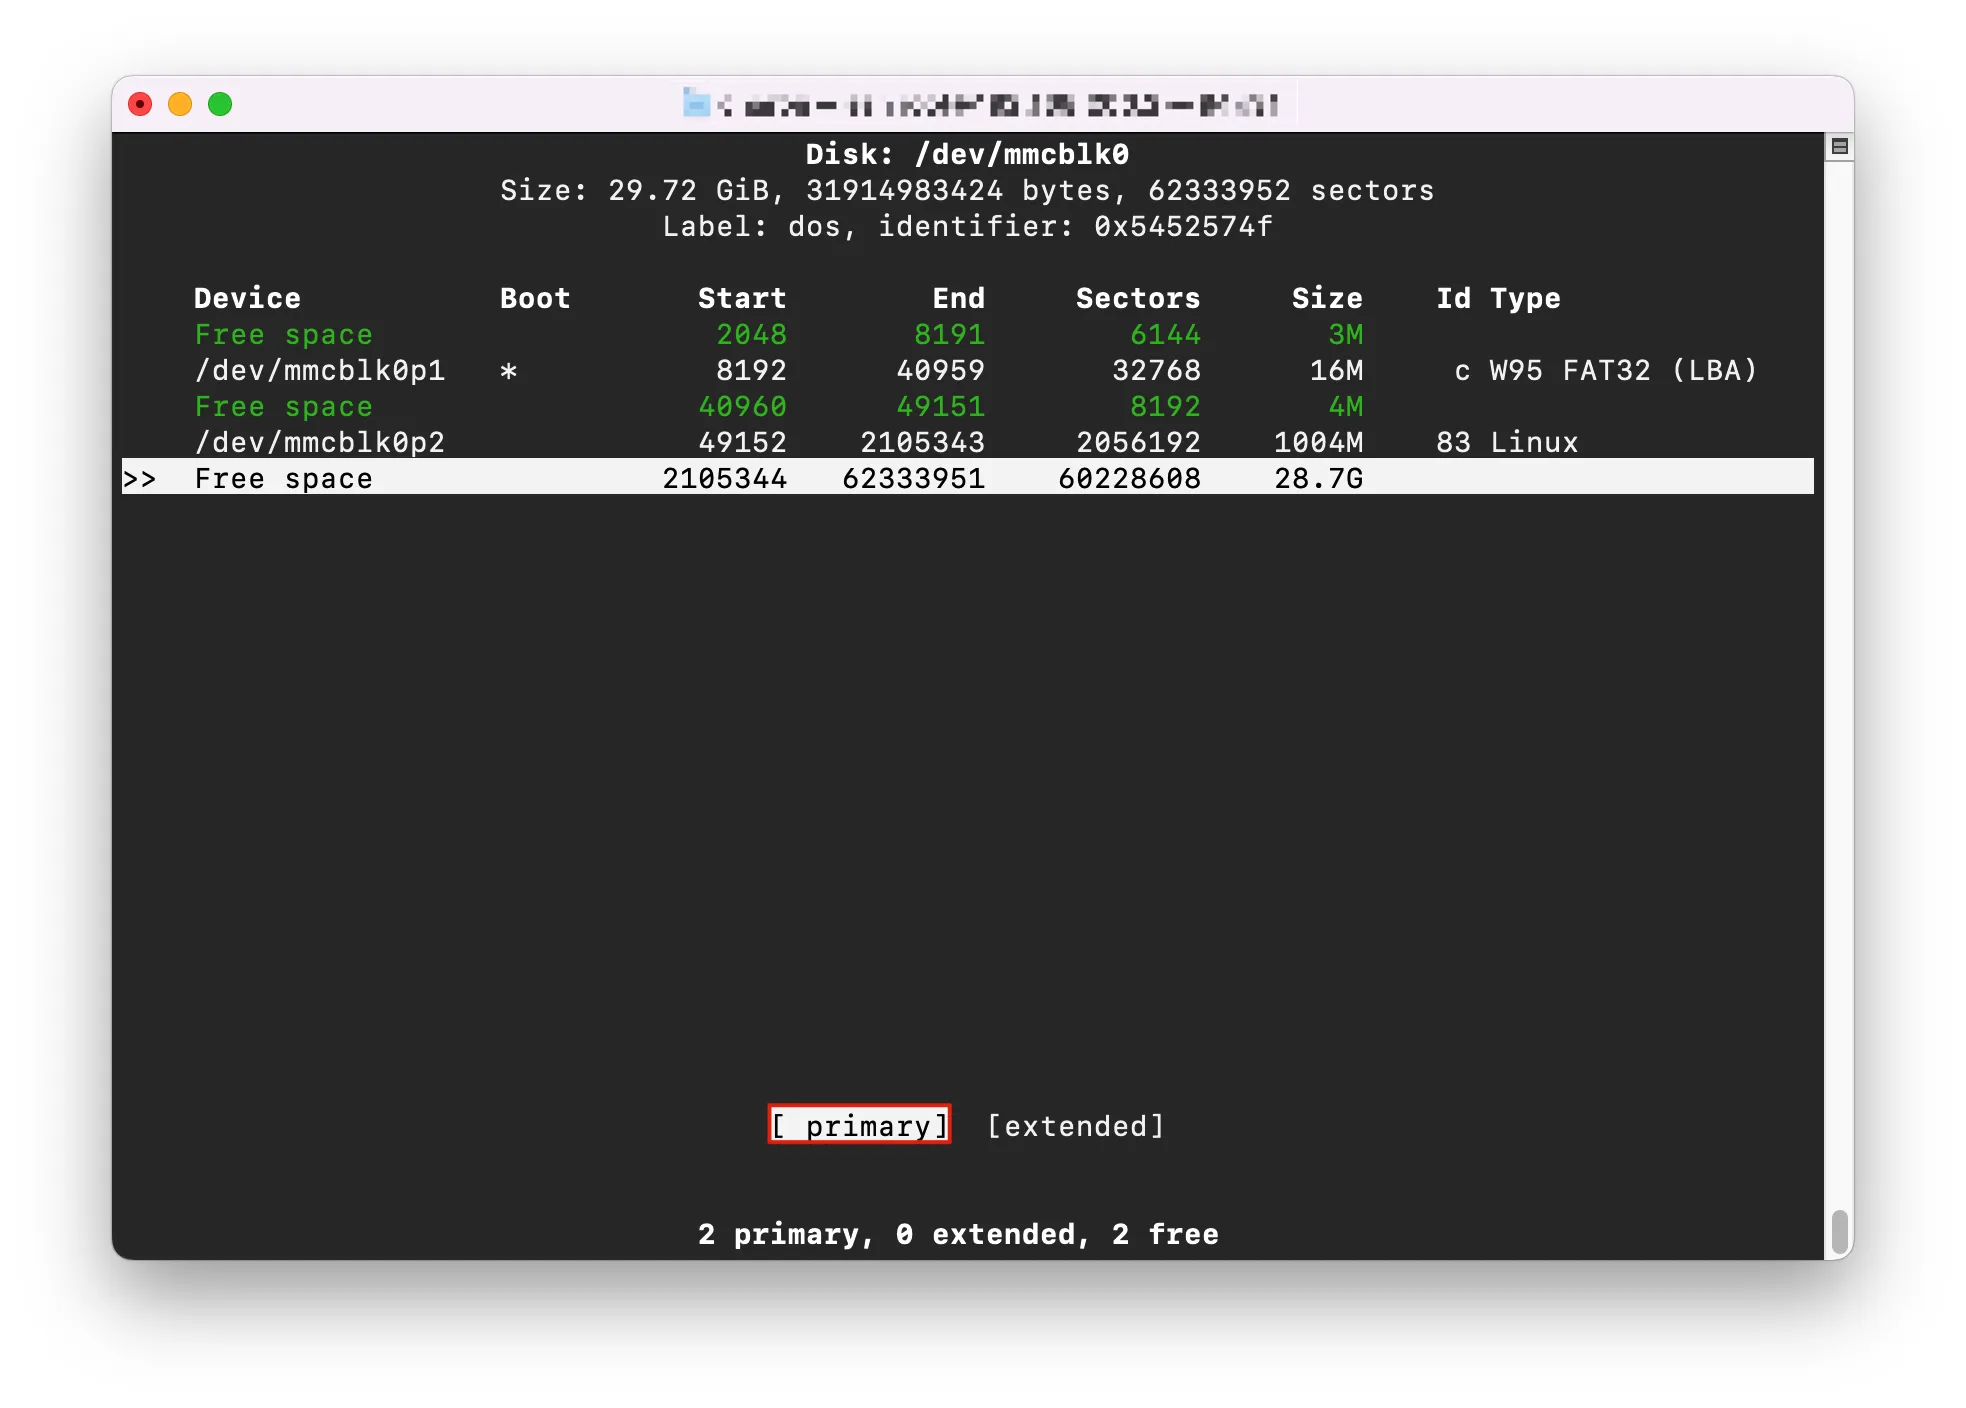 Disk: /dev/mmcblk0
Size: 29.72 GiB, 31914983424 bytes, 62333952 sectors
Label: dos, identifier: 0x5452574f
Device Boot Start End Sectors Size Id Type
Free space 2048 8191 6144 3M
/dev/mmcblk0p1 * 8192 40959 32768 16M c W95 FAT32 (LBA)
Free space 40960 49151 8192 4M
/dev/mmcblk0p2 49152 2105343 2056192 1004M 83 Linux
>> Free space 2105344 62333951 60228608 28.7G
[ primary] [extended]
2 primary, 0 extended, 2 free